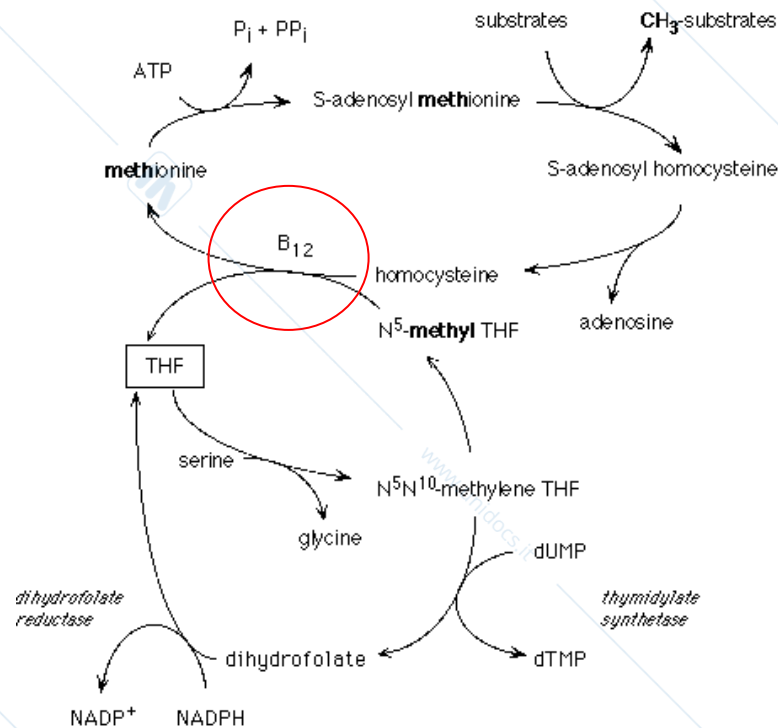 substrates CH₃-substrates
Pᵢ + PPᵢ
ATP
S-adenosyl methionine
methionine
S-adenosyl homocysteine
B₁₂
homocysteine
adenosine
N⁵-methyl THF
THF
serine
N⁵N¹⁰-methylene THF
glycine
dUMP
dihydrofolate
reductase
thymidylate
synthetase
dihydrofolate
dTMP
NADP⁺ NADPH